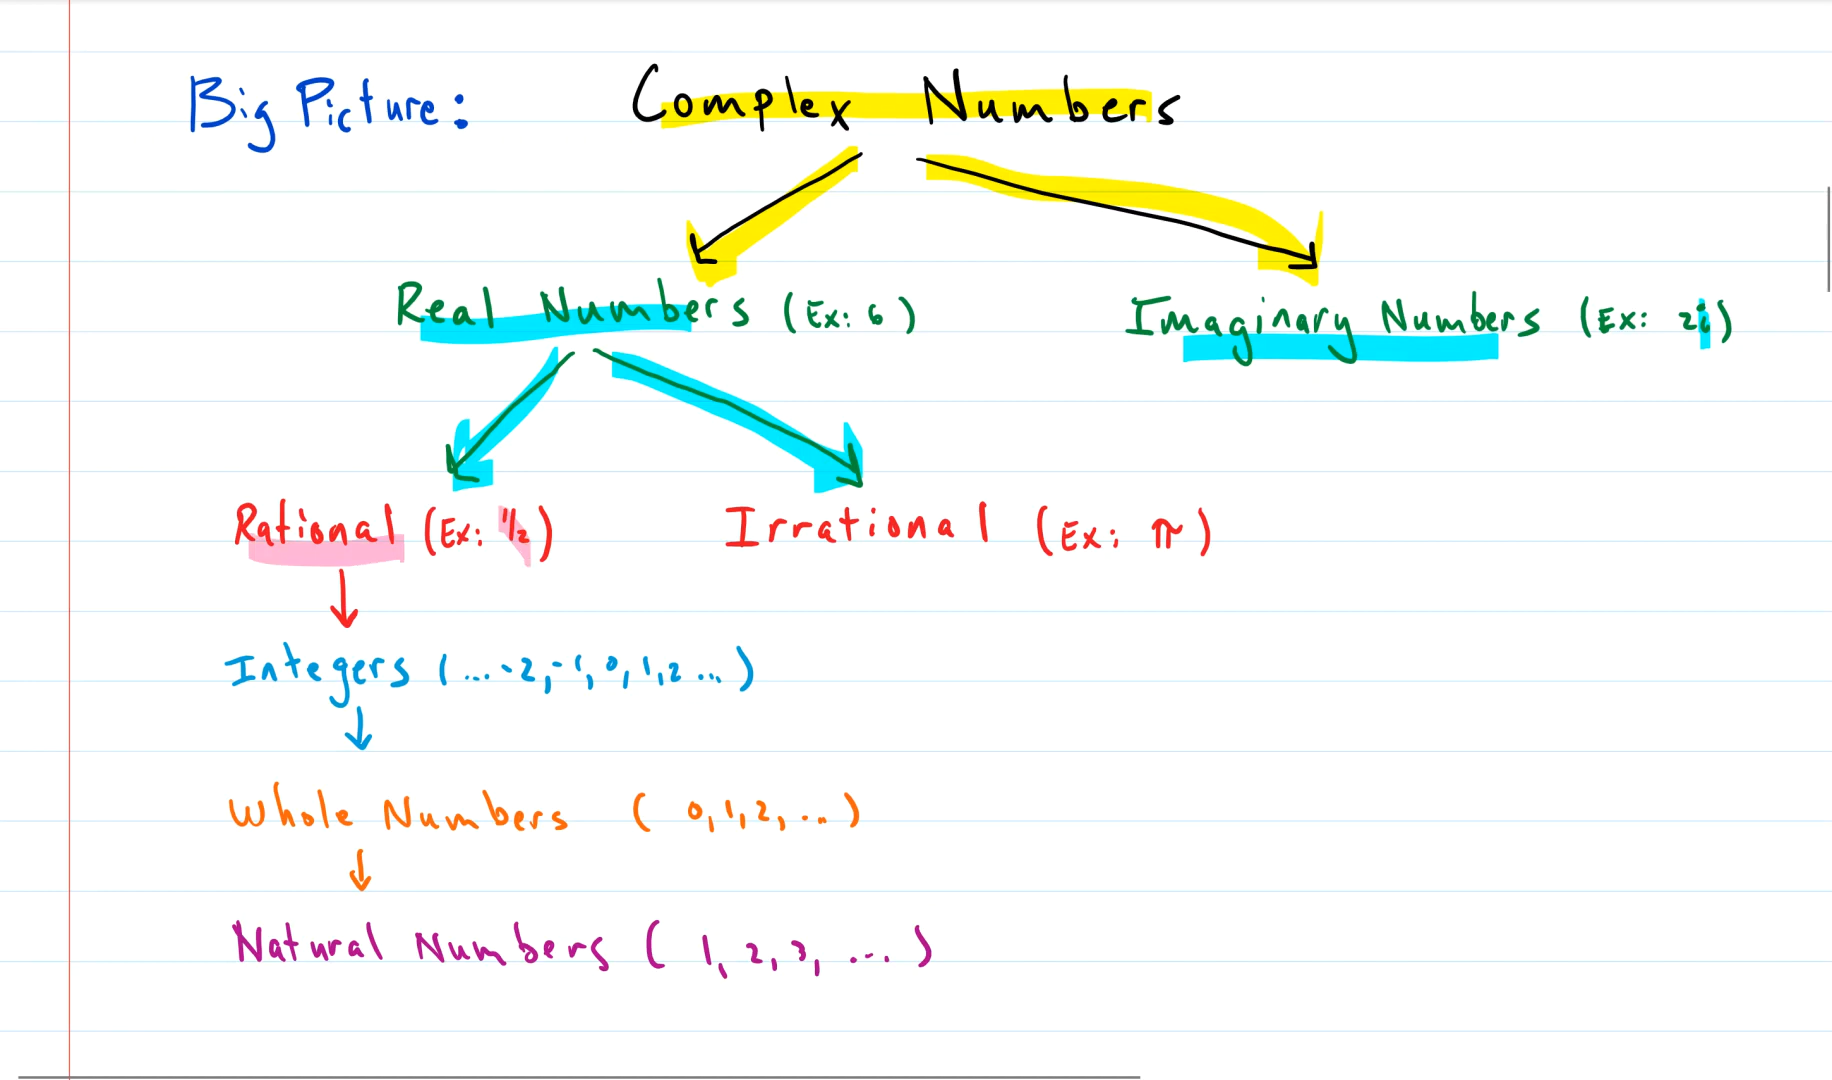 Big Picture: Complex Numbers
Real Numbers (Ex: 6) Imaginary Numbers (Ex: 2i)
Rational (Ex: 1/2) Irrational (Ex: π)
Integers (... -2, -1, 0, 1, 2 ...)
Whole Numbers (0, 1, 2, ...)
Natural Numbers (1, 2, 3, ...)